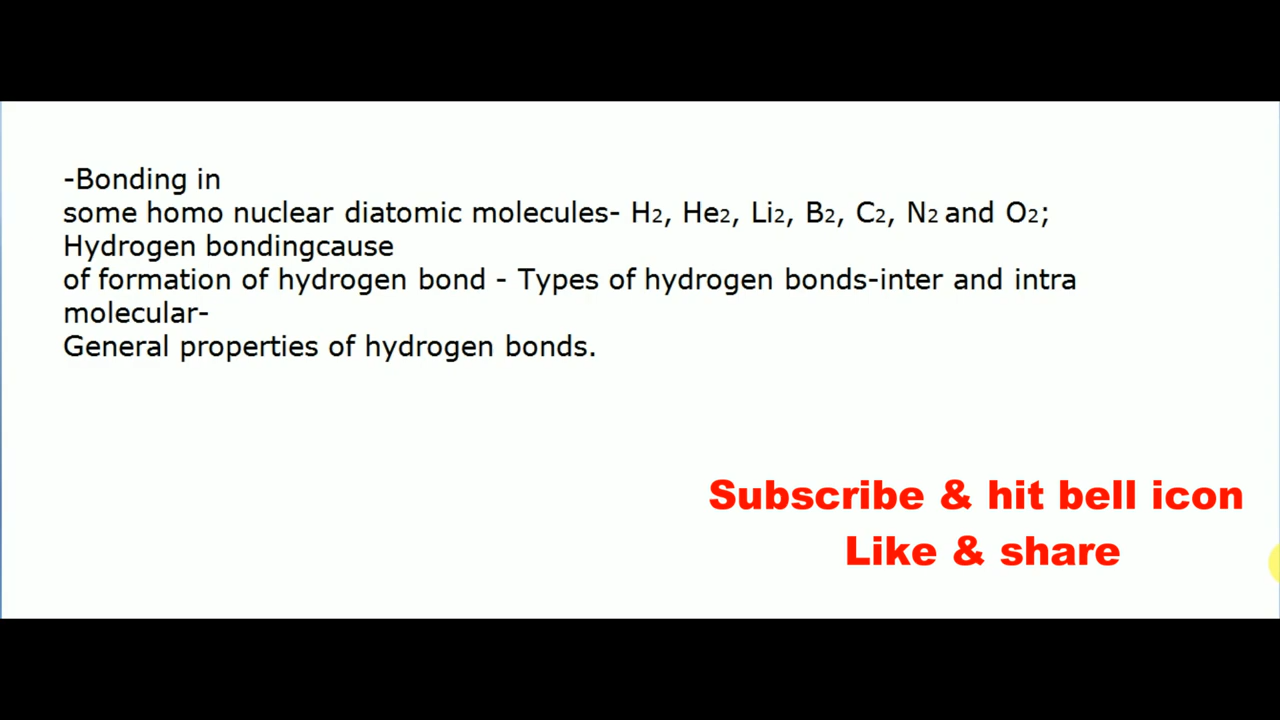 -Bonding in
some homo nuclear diatomic molecules- H₂, He₂, Li₂, B₂, C₂, N₂ and O₂;
Hydrogen bondingcause
of formation of hydrogen bond - Types of hydrogen bonds-inter and intra
molecular-
General properties of hydrogen bonds.
Subscribe & hit bell icon
Like & share